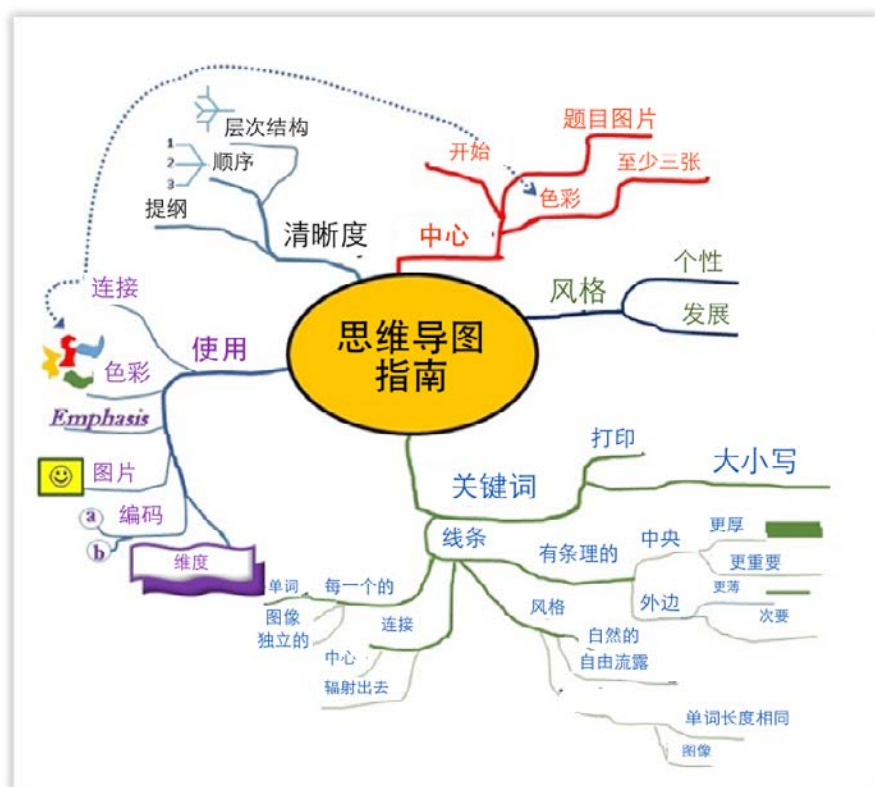 思维导图
指南
中心
开始
题目图片
色彩
至少三张
风格
个性
发展
关键词
打印
大小写
线条
有条理的
中央
更厚
更重要
外边
更薄
次要
风格
自然的
自由流露
单词长度相同
图像
连接
中心
辐射出去
每一个的
单词
图像
独立的
使用
连接
色彩
Emphasis
图片
编码
a
b
维度
清晰度
层次结构
顺序
1
2
3
提纲